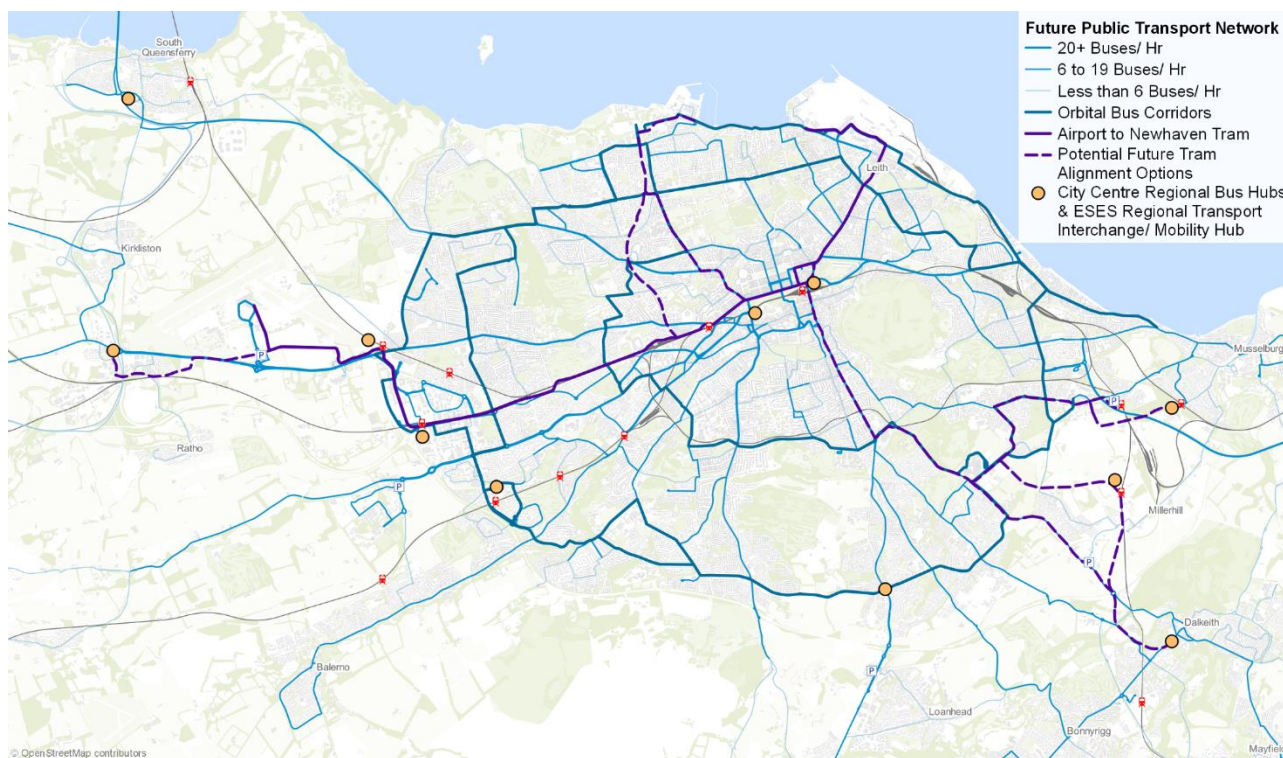 Future Public Transport Network
20+ Buses/ Hr
6 to 19 Buses/ Hr
Less than 6 Buses/ Hr
Orbital Bus Corridors
Airport to Newhaven Tram
Potential Future Tram
Alignment Options
City Centre Regional Bus Hubs
& ESES Regional Transport
Interchange/ Mobility Hub
South
Queensferry
Leith
Kirkliston
P
Musselburg
P
Ratho
P
Millerhill
P
Dalkeith
Balerno
P
Loanhead
Bonnyrigg
Mayfield
© OpenStreetMap contributors